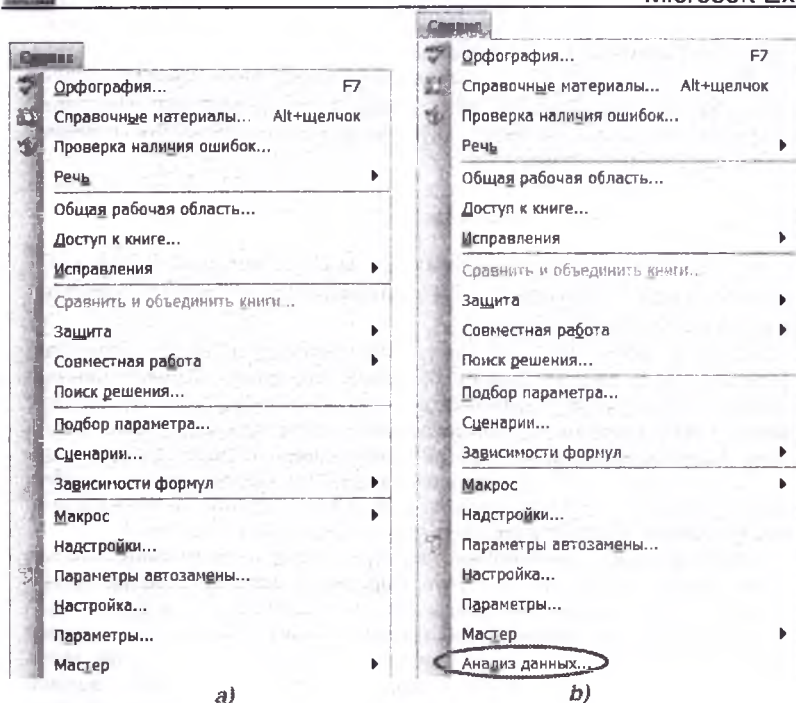 Microsoft Ex
Сервис
Орфография... F7
Справочные материалы... Alt+щелчок
Проверка наличия ошибок...
Речь
Общая рабочая область...
Доступ к книге...
Исправления
Сравнить и объединить книги...
Защита
Совместная работа
Поиск решения...
Подбор параметра...
Сценарии...
Зависимости формул
Макрос
Надстройки...
Параметры автозамены...
Настройка...
Параметры...
Мастер
a)
Сервис
Орфография... F7
Справочные материалы... Alt+щелчок
Проверка наличия ошибок...
Речь
Общая рабочая область...
Доступ к книге...
Исправления
Сравнить и объединить книги...
Защита
Совместная работа
Поиск решения...
Подбор параметра...
Сценарии...
Зависимости формул
Макрос
Надстройки...
Параметры автозамены...
Настройка...
Параметры...
Мастер
Анализ данных...
b)